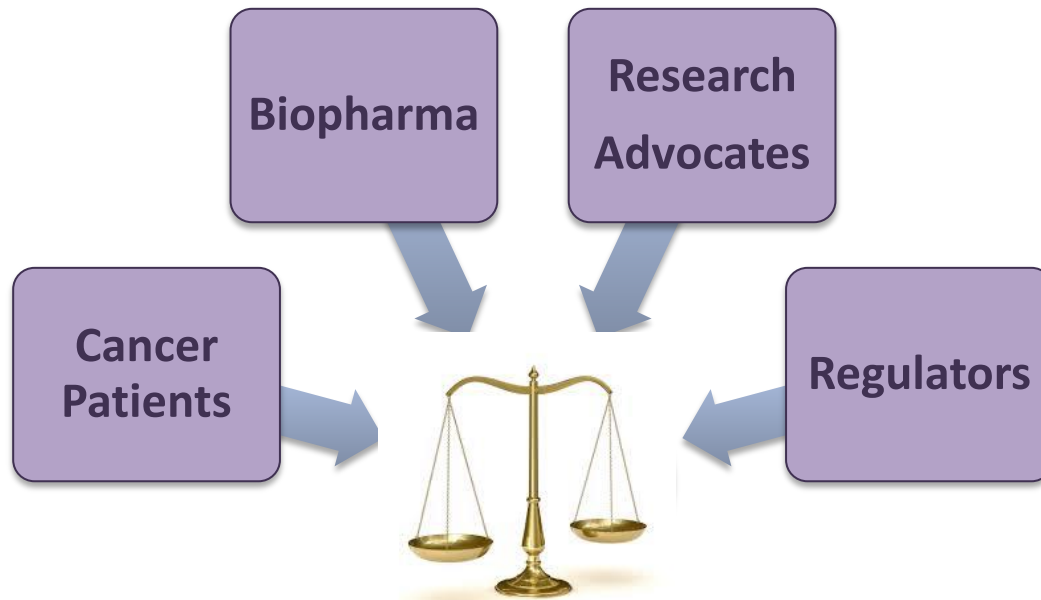 Biopharma
Research
Advocates
Cancer
Patients
Regulators